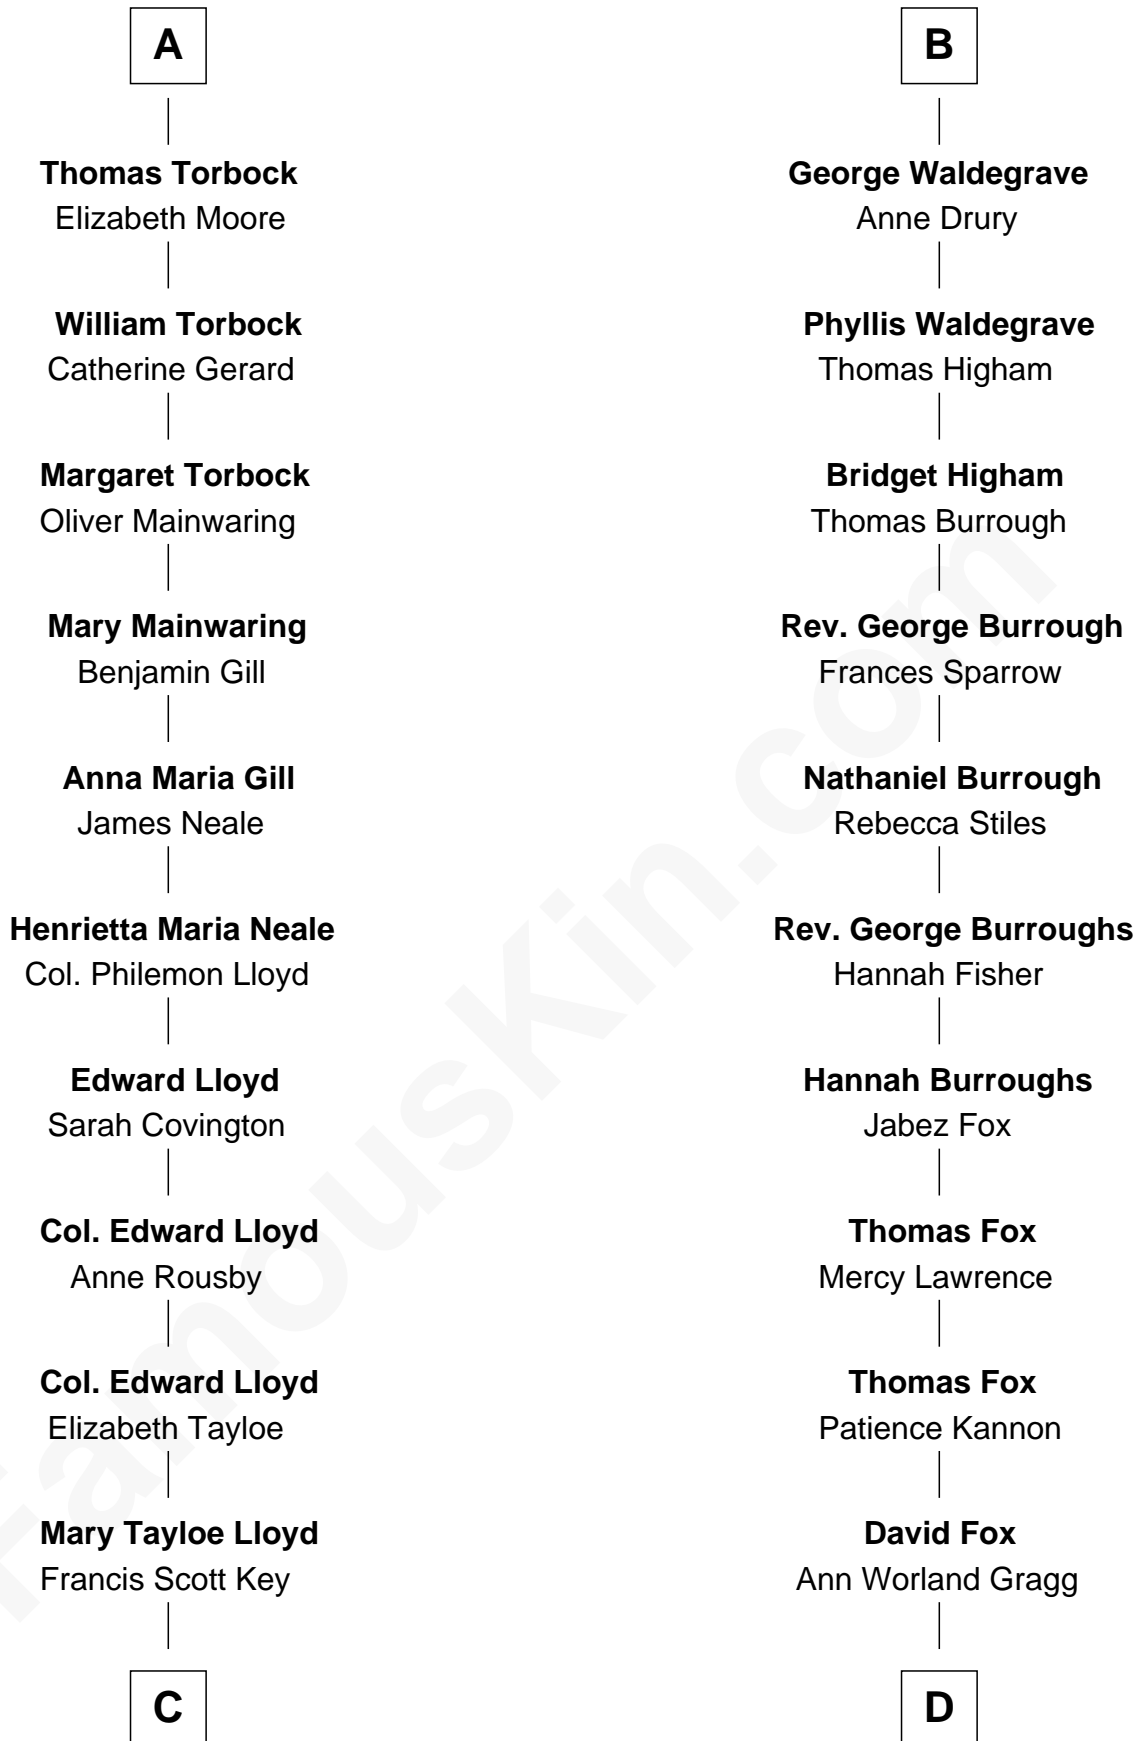 A
Thomas Torbock
Elizabeth Moore
William Torbock
Catherine Gerard
Margaret Torbock
Oliver Mainwaring
Mary Mainwaring
Benjamin Gill
Anna Maria Gill
James Neale
Henrietta Maria Neale
Col. Philemon Lloyd
Edward Lloyd
Sarah Covington
Col. Edward Lloyd
Anne Rousby
Col. Edward Lloyd
Elizabeth Tayloe
Mary Tayloe Lloyd
Francis Scott Key
C
B
George Waldegrave
Anne Drury
Phyllis Waldegrave
Thomas Higham
Bridget Higham
Thomas Burrough
Rev. George Burrough
Frances Sparrow
Nathaniel Burrough
Rebecca Stiles
Rev. George Burroughs
Hannah Fisher
Hannah Burroughs
Jabez Fox
Thomas Fox
Mercy Lawrence
Thomas Fox
Patience Kannon
David Fox
Ann Worland Gragg
D
FamousKin.com